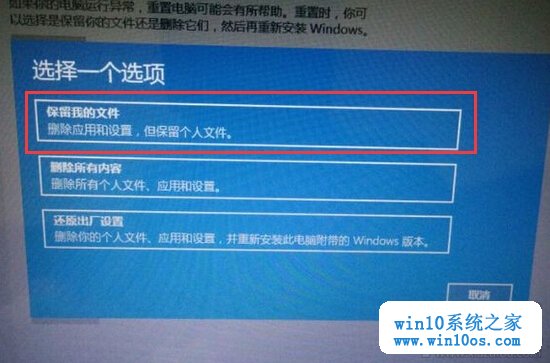 如果你的电脑运行异常，重置电脑可能会有所帮助。重置时，你可
以选择是保留你的文件还是删除它们，然后再重新安装 Windows。
选择一个选项
保留我的文件
删除应用和设置，但保留个人文件。
删除所有内容
删除所有个人文件、应用和设置。
还原出厂设置
删除你的个人文件、应用和设置，并重新安装此电脑附带的 Windows 版本。
取消
win10系统之家
www.win10os.com